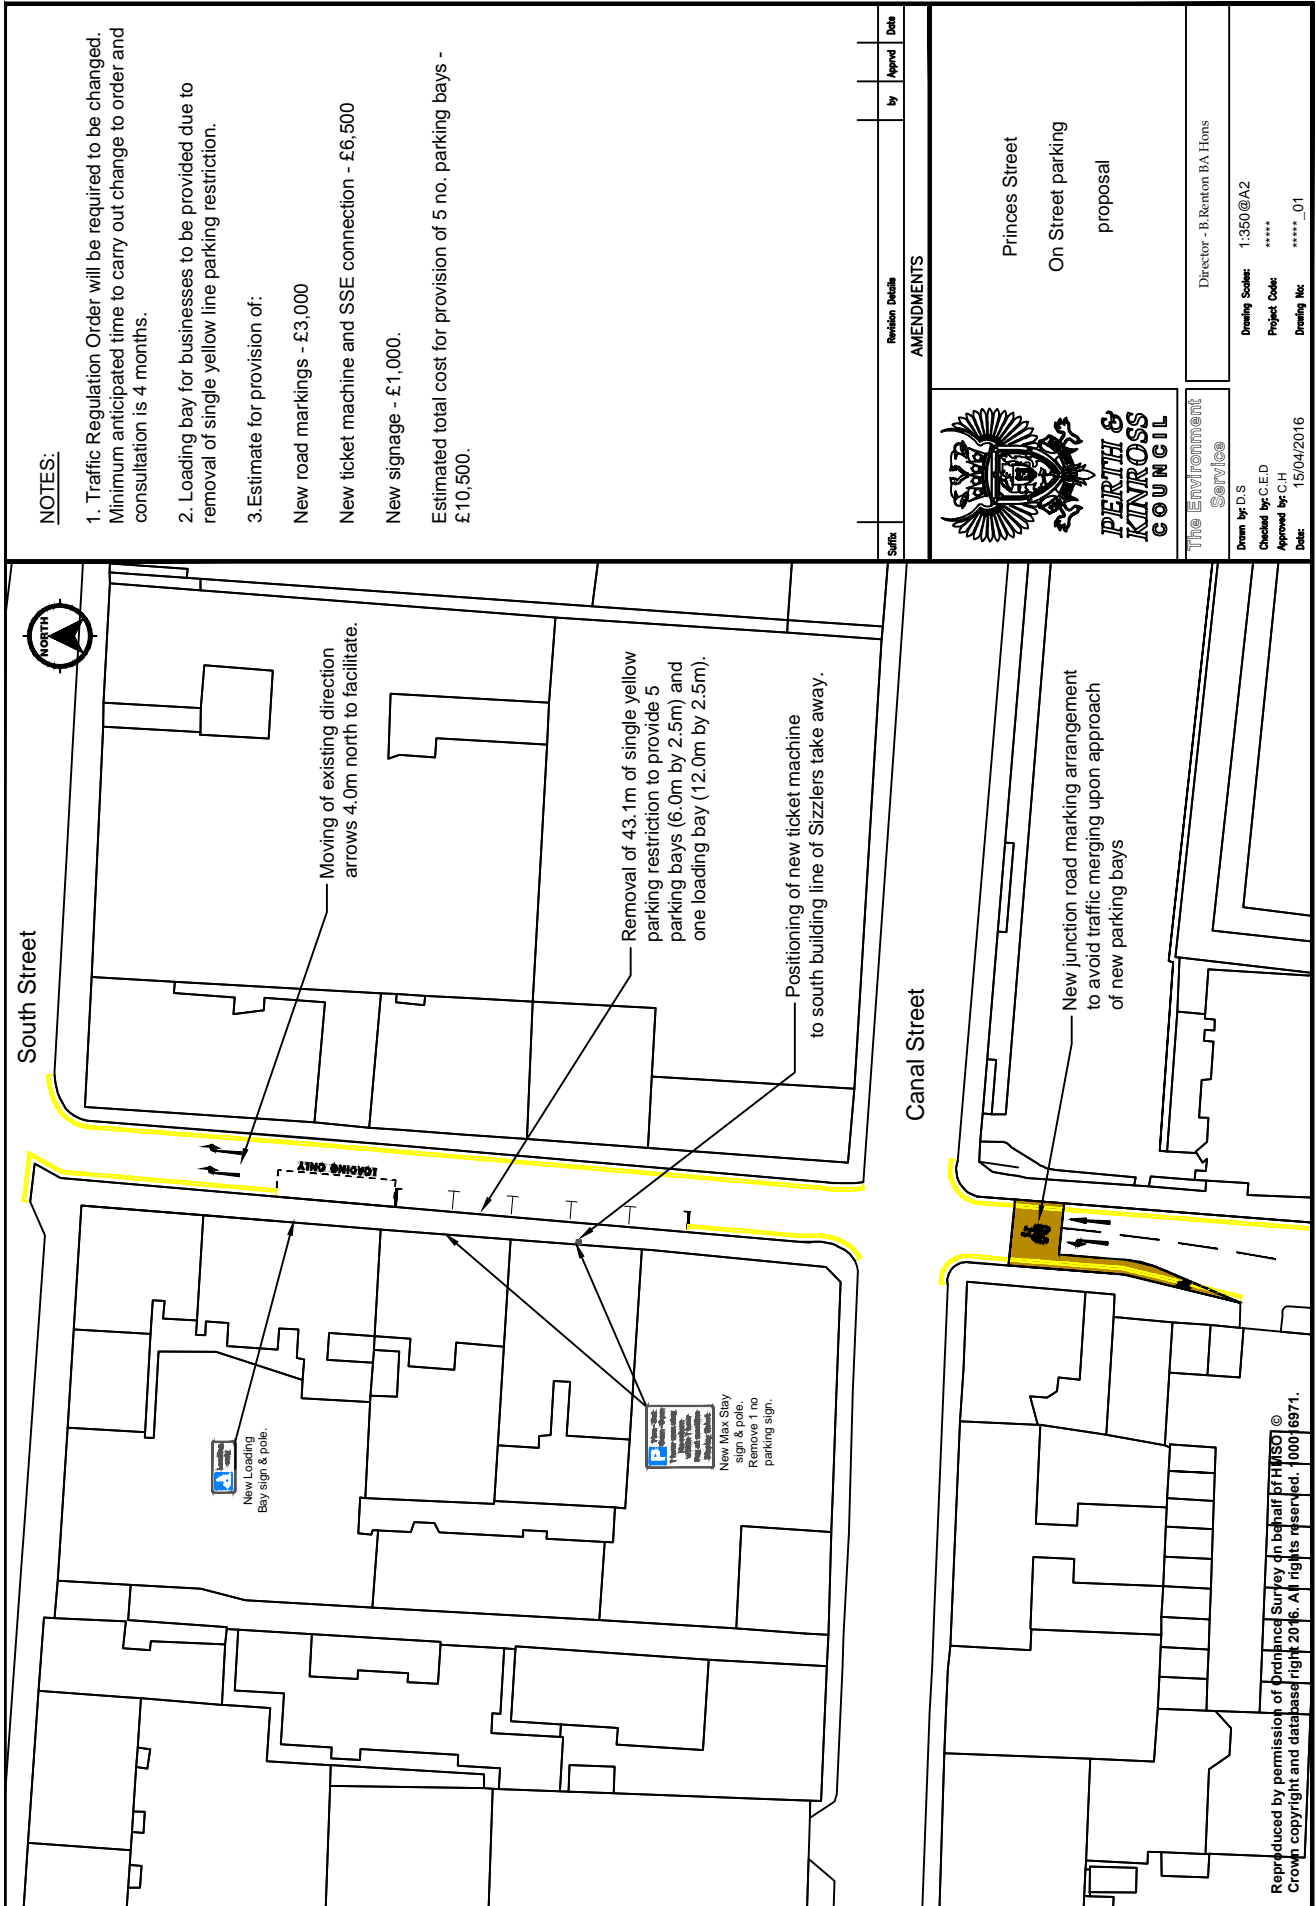 NORTH
South Street
Moving of existing direction
arrows 4.0m north to facilitate.
LOADING ONLY
Removal of 43.1m of single yellow
parking restriction to provide 5
parking bays (6.0m by 2.5m) and
one loading bay (12.0m by 2.5m).
Positioning of new ticket machine
to south building line of Sizzlers take away.
New Loading
Bay sign & pole.
P
New Max Stay
sign & pole.
Remove 1 no
parking sign.
Canal Street
New junction road marking arrangement
to avoid traffic merging upon approach
of new parking bays
Reproduced by permission of Ordnance Survey on behalf of HMSO ©
Crown copyright and database right 2016. All rights reserved. 100016971.
NOTES:
1. Traffic Regulation Order will be required to be changed.
Minimum anticipated time to carry out change to order and
consultation is 4 months.
2. Loading bay for businesses to be provided due to
removal of single yellow line parking restriction.
3.Estimate for provision of:
New road markings - £3,000
New ticket machine and SSE connection - £6,500
New signage - £1,000.
Estimated total cost for provision of 5 no. parking bays -
£10,500.
Suffix Revision Details by Apprvd Date
AMENDMENTS
PERTH &
KINROSS
COUNCIL
Princes Street
On Street parking
proposal
The Environment
Service
Director - B.Renton BA Hons
Drawn by: D.S
Checked by: C.E.D
Approved by: C.H
Date: 15/04/2016
Drawing Scales: 1:350@A2
Project Code: *****
Drawing No: *****_01